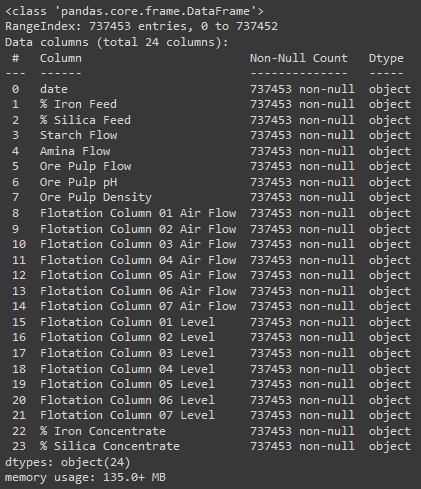 <class 'pandas.core.frame.DataFrame'>
RangeIndex: 737453 entries, 0 to 737452
Data columns (total 24 columns):
 #   Column                       Non-Null Count   Dtype
---  ------                       --------------   -----
 0   date                         737453 non-null  object
 1   % Iron Feed                  737453 non-null  object
 2   % Silica Feed                737453 non-null  object
 3   Starch Flow                  737453 non-null  object
 4   Amina Flow                   737453 non-null  object
 5   Ore Pulp Flow                737453 non-null  object
 6   Ore Pulp pH                  737453 non-null  object
 7   Ore Pulp Density             737453 non-null  object
 8   Flotation Column 01 Air Flow  737453 non-null  object
 9   Flotation Column 02 Air Flow  737453 non-null  object
 10  Flotation Column 03 Air Flow  737453 non-null  object
 11  Flotation Column 04 Air Flow  737453 non-null  object
 12  Flotation Column 05 Air Flow  737453 non-null  object
 13  Flotation Column 06 Air Flow  737453 non-null  object
 14  Flotation Column 07 Air Flow  737453 non-null  object
 15  Flotation Column 01 Level    737453 non-null  object
 16  Flotation Column 02 Level    737453 non-null  object
 17  Flotation Column 03 Level    737453 non-null  object
 18  Flotation Column 04 Level    737453 non-null  object
 19  Flotation Column 05 Level    737453 non-null  object
 20  Flotation Column 06 Level    737453 non-null  object
 21  Flotation Column 07 Level    737453 non-null  object
 22  % Iron Concentrate           737453 non-null  object
 23  % Silica Concentrate         737453 non-null  object
dtypes: object(24)
memory usage: 135.0+ MB